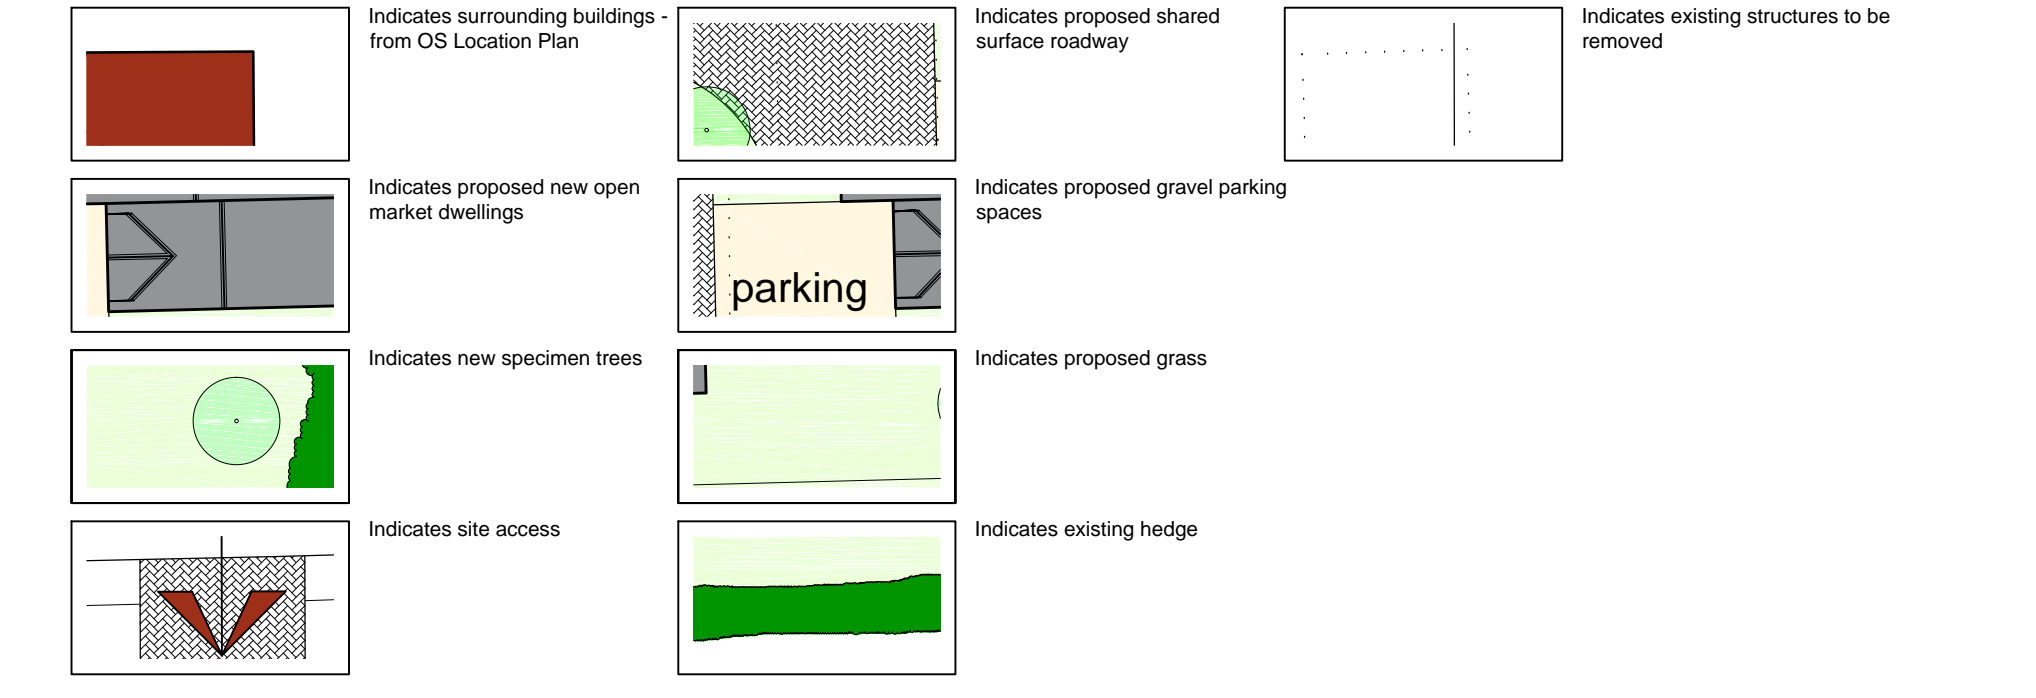 Indicates surrounding buildings -
from OS Location Plan
Indicates proposed shared
surface roadway
Indicates existing structures to be
removed
Indicates proposed new open
market dwellings
parking
Indicates proposed gravel parking
spaces
Indicates new specimen trees
Indicates proposed grass
Indicates site access
Indicates existing hedge